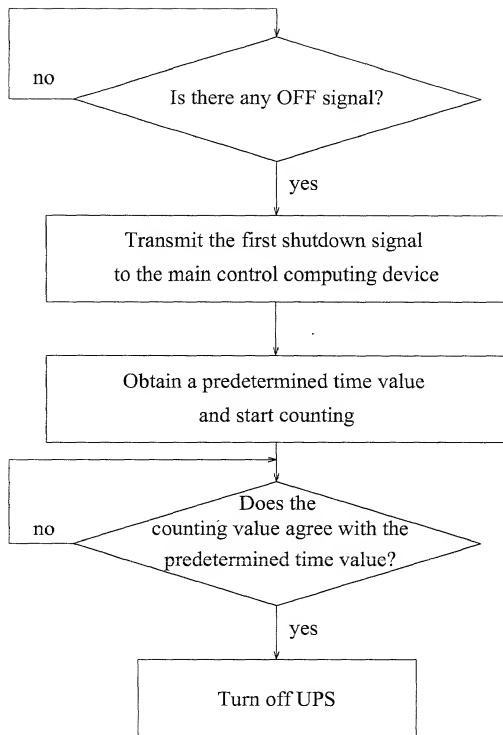 Is there any OFF signal?
no
yes
Transmit the first shutdown signal
to the main control computing device
Obtain a predetermined time value
and start counting
Does the
counting value agree with the
predetermined time value?
no
yes
Turn off UPS